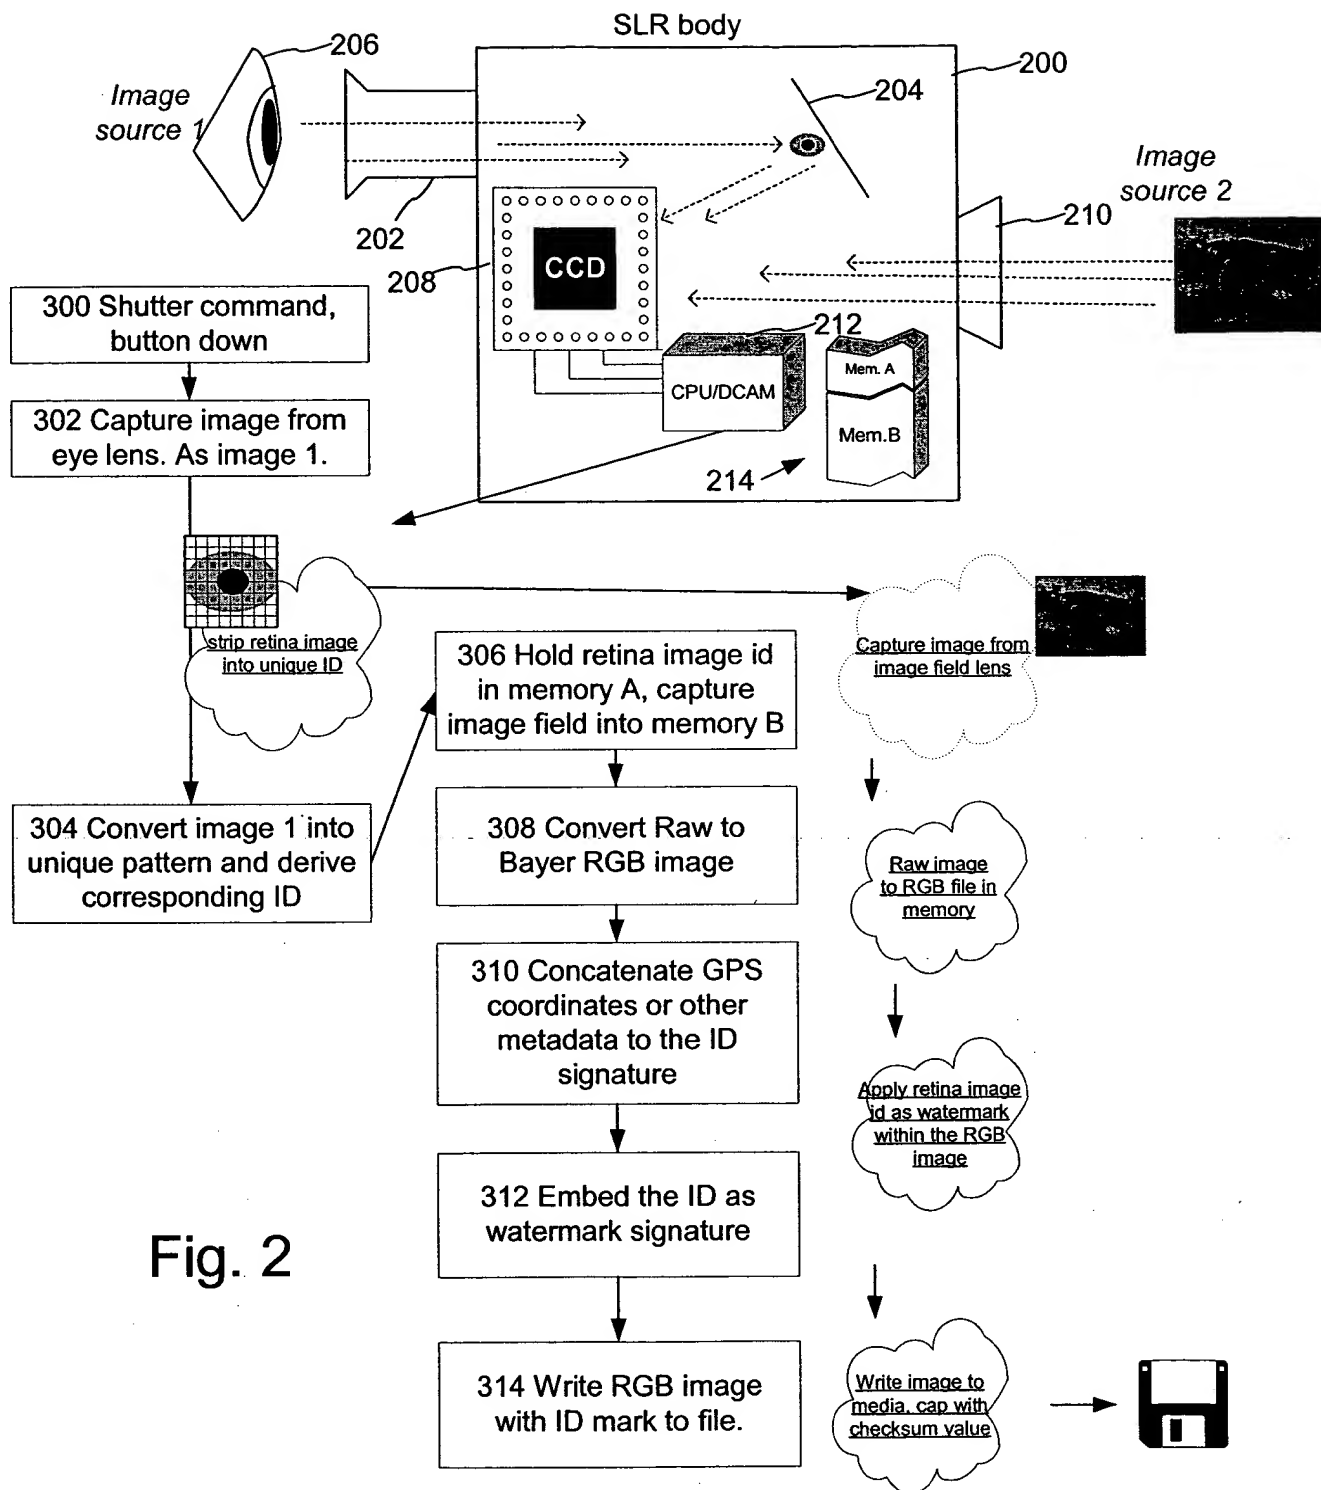 SLR body
206
200
204
Image
source 1
Image
source 2
210
202
208
CCD
212
Mem. A
CPU/DCAM
Mem.B
214
300 Shutter command,
button down
302 Capture image from
eye lens. As image 1.
strip retina image
into unique ID
Capture image from
image field lens
306 Hold retina image id
in memory A, capture
image field into memory B
304 Convert image 1 into
unique pattern and derive
corresponding ID
308 Convert Raw to
Bayer RGB image
Raw image
to RGB file in
memory
310 Concatenate GPS
coordinates or other
metadata to the ID
signature
Apply retina image
id as watermark
within the RGB
image
312 Embed the ID as
watermark signature
Fig. 2
314 Write RGB image
with ID mark to file.
Write image to
media, cap with
checksum value